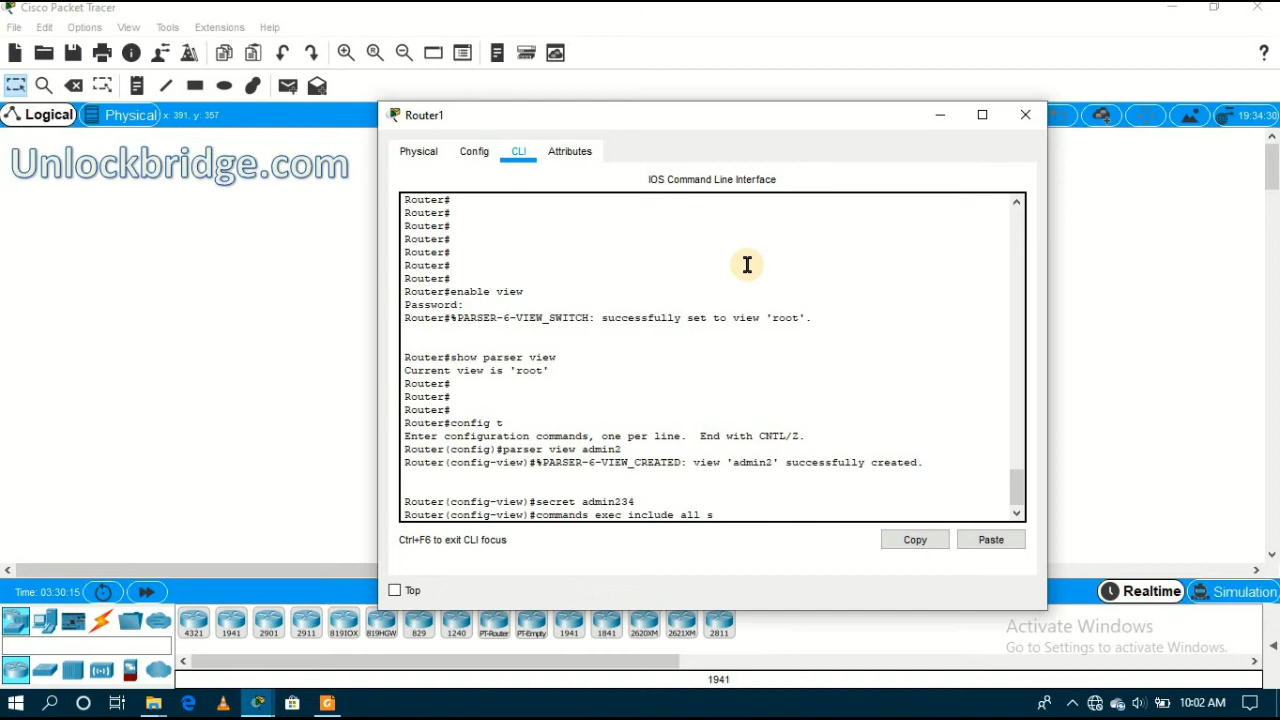 Cisco Packet Tracer
File Edit Options View Tools Extensions Help
?
Logical Physical x: 391, y: 357
19:34:30
Unlockbridge.com
Router1
Physical Config CLI Attributes
IOS Command Line Interface
Router#
Router#
Router#
Router#
Router#
Router#
Router#
Router#enable view
Password:
Router#%PARSER-6-VIEW_SWITCH: successfully set to view 'root'.
Router#show parser view
Current view is 'root'
Router#
Router#
Router#
Router#config t
Enter configuration commands, one per line.  End with CNTL/Z.
Router(config)#parser view admin2
Router(config-view)#%PARSER-6-VIEW_CREATED: view 'admin2' successfully created.
Router(config-view)#secret admin234
Router(config-view)#commands exec include all s
Ctrl+F6 to exit CLI focus
Copy Paste
Top
Time: 03:30:15
Realtime Simulation
4321 1941 2901 2911 819IOX 819HGW 829 1240 PT-Router PT-Empty 1941 1841 2620XM 2621XM 2811
Activate Windows
Go to Settings to activate Windows.
1941
10:02 AM